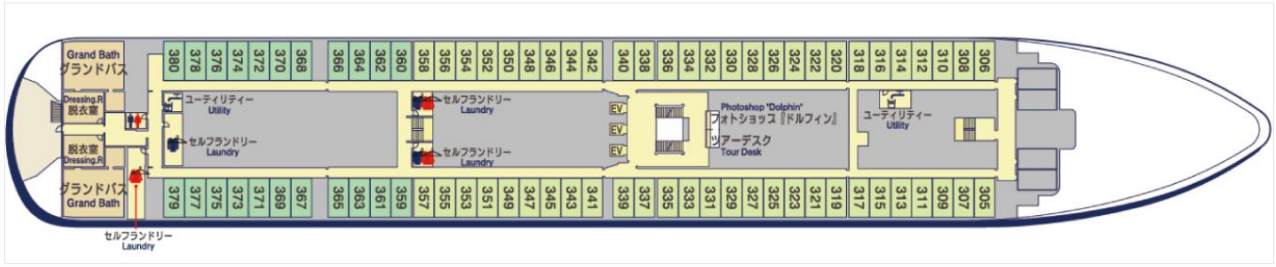 Grand Bath
グランドバス
380 378 376 374 372 370 368 366 364 362 360 358 356 354 352 350 348 346 344 342 340 338 336 334 332 330 328 326 324 322 320 318 316 314 312 310 308 306
Dressing.R
脱衣室
ユーティリティー
Utility
セルフランドリー
Laundry
セルフランドリー
Laundry
セルフランドリー
Laundry
EV
EV
EV
Photoshop "Dolphin"
フォトショップ『ドルフィン』
ツアーデスク
Tour Desk
ユーティリティー
Utility
脱衣室
Dressing.R
グランドバス
Grand Bath
379 377 375 373 371 369 367 365 363 361 359 357 355 353 351 349 347 345 343 341 339 337 335 333 331 329 327 325 323 321 319 317 315 313 311 309 307 305
セルフランドリー
Laundry